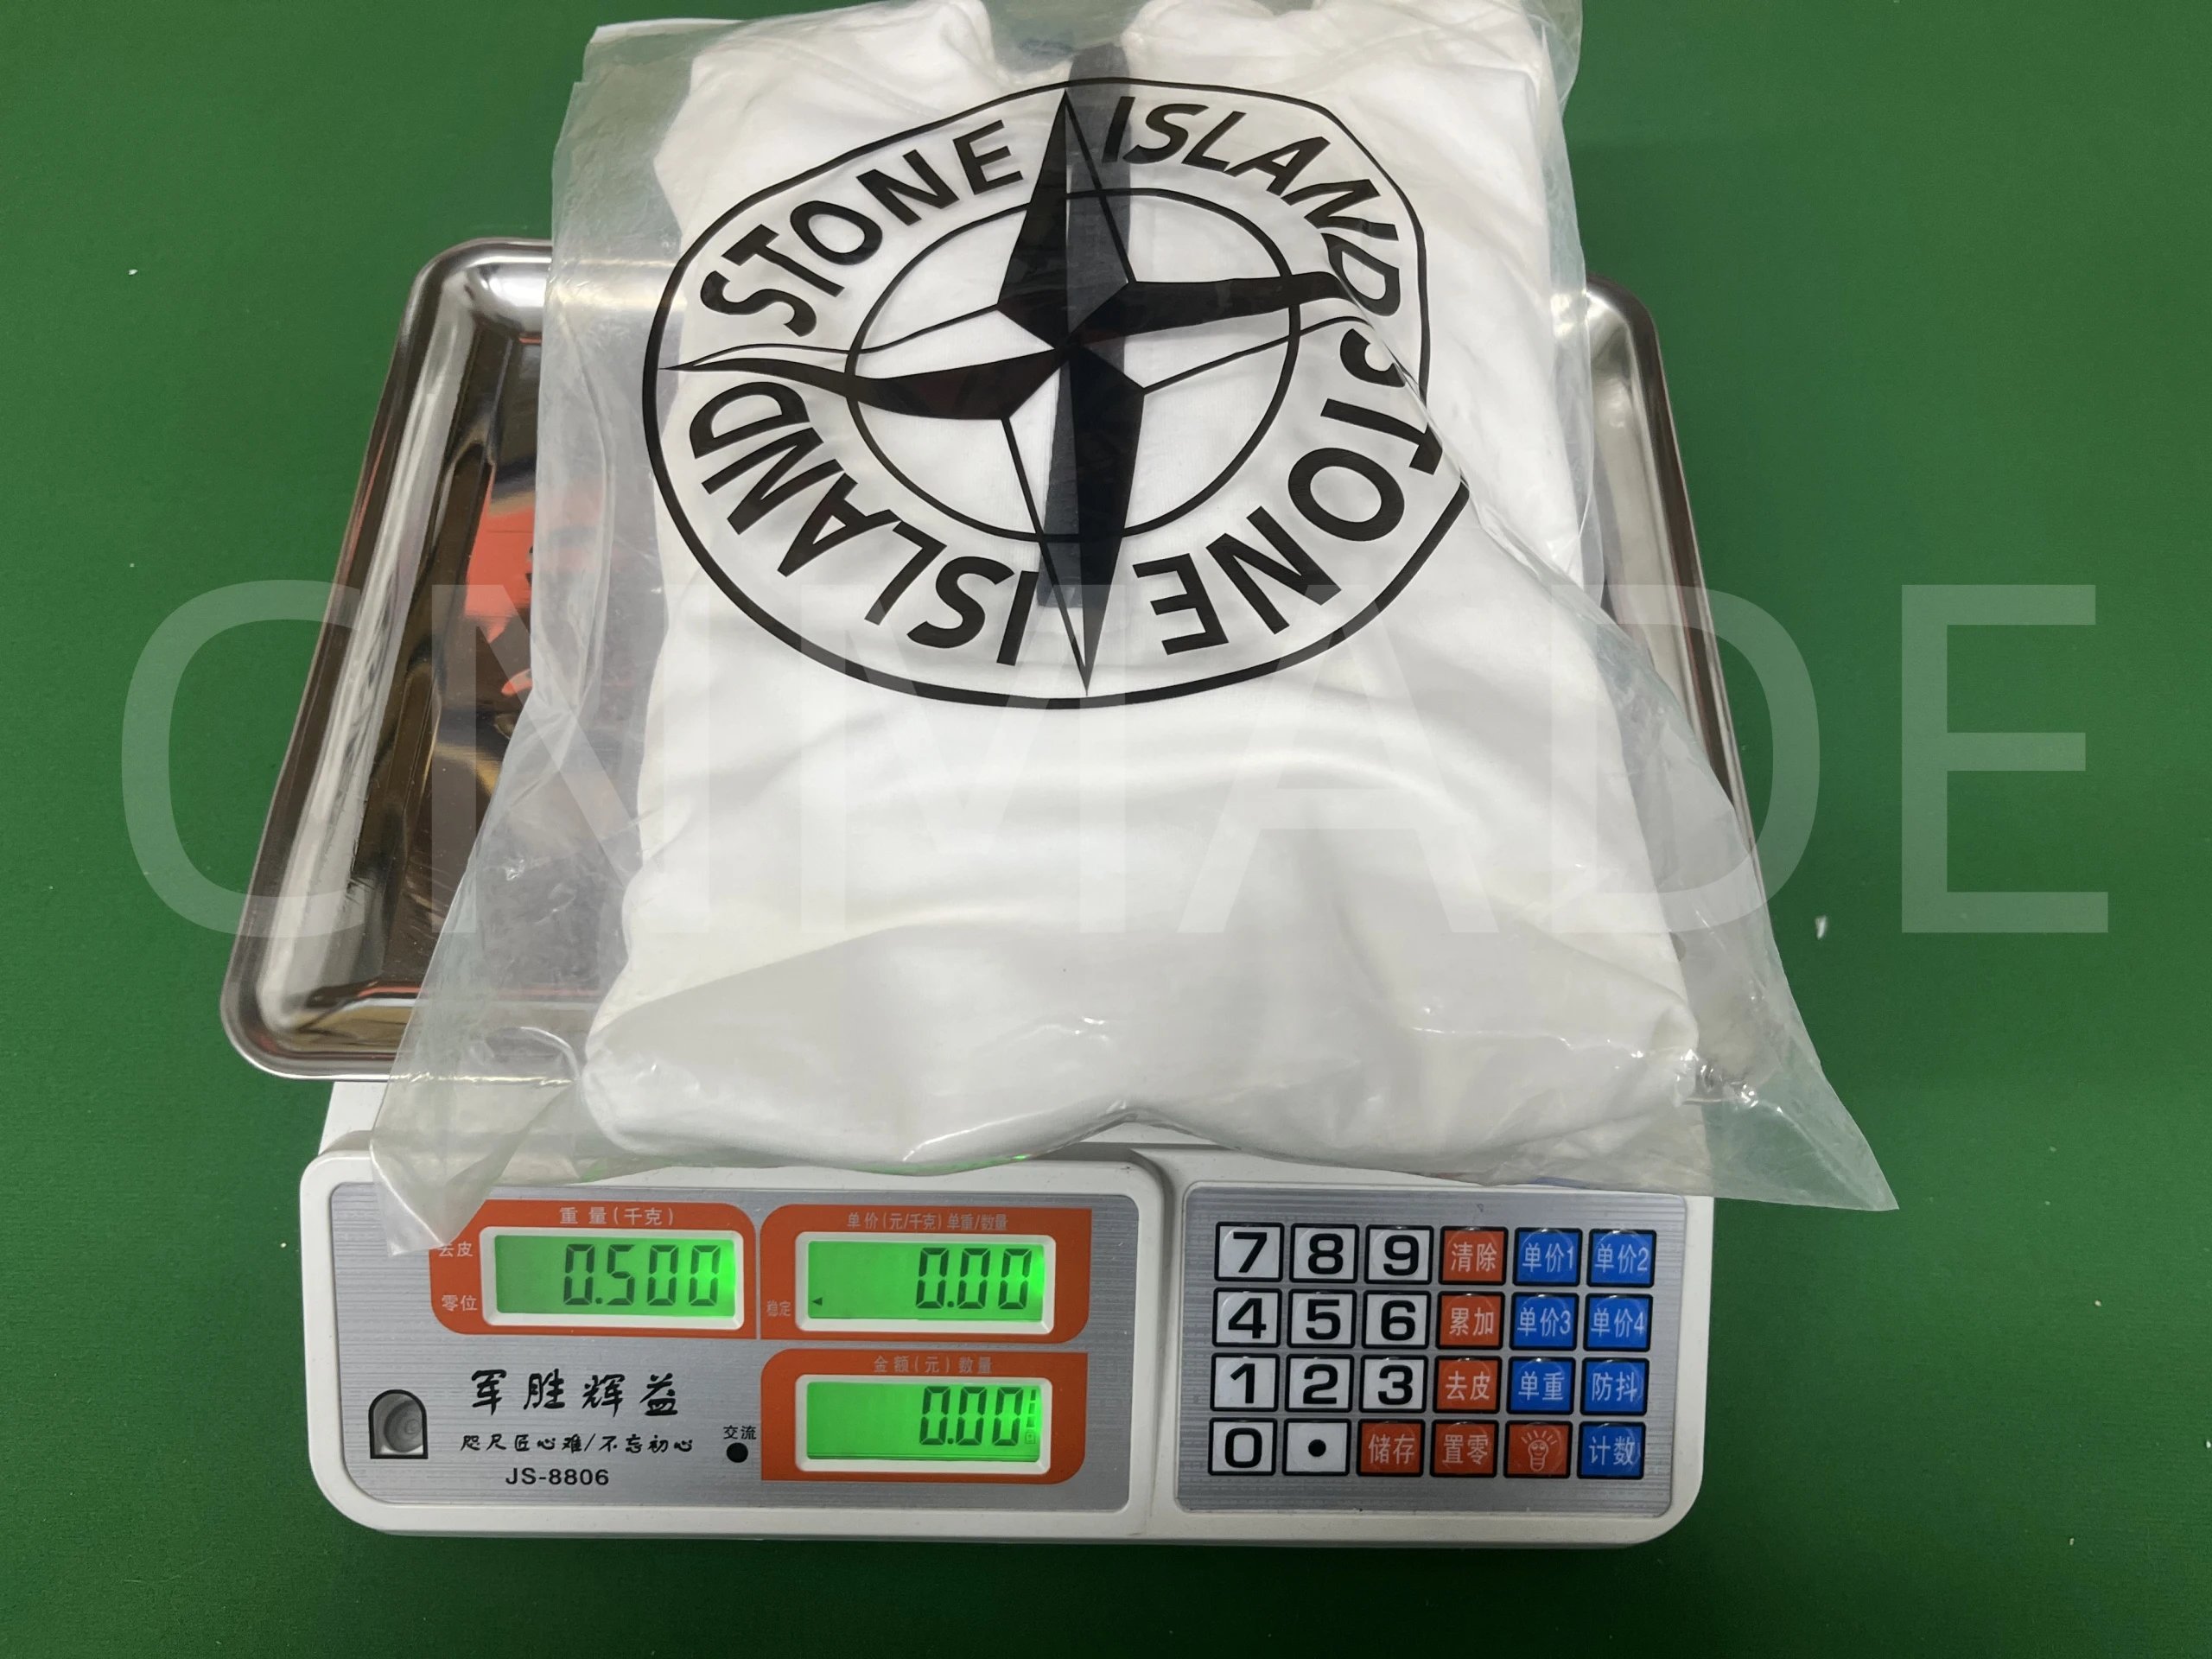 STONE ISLAND
STONE ISLAND
CNMADE
重量(千克)
去皮
零位
0.500
单价(元/千克)单重/数量
稳定
0.00
金额(元)数量
0.00
军胜辉益
咫尺匠心难/不忘初心
JS-8806
交流
7 8 9 清除 单价1 单价2
4 5 6 累加 单价3 单价4
1 2 3 去皮 单重 防抖
0 • 储存 置零 计数